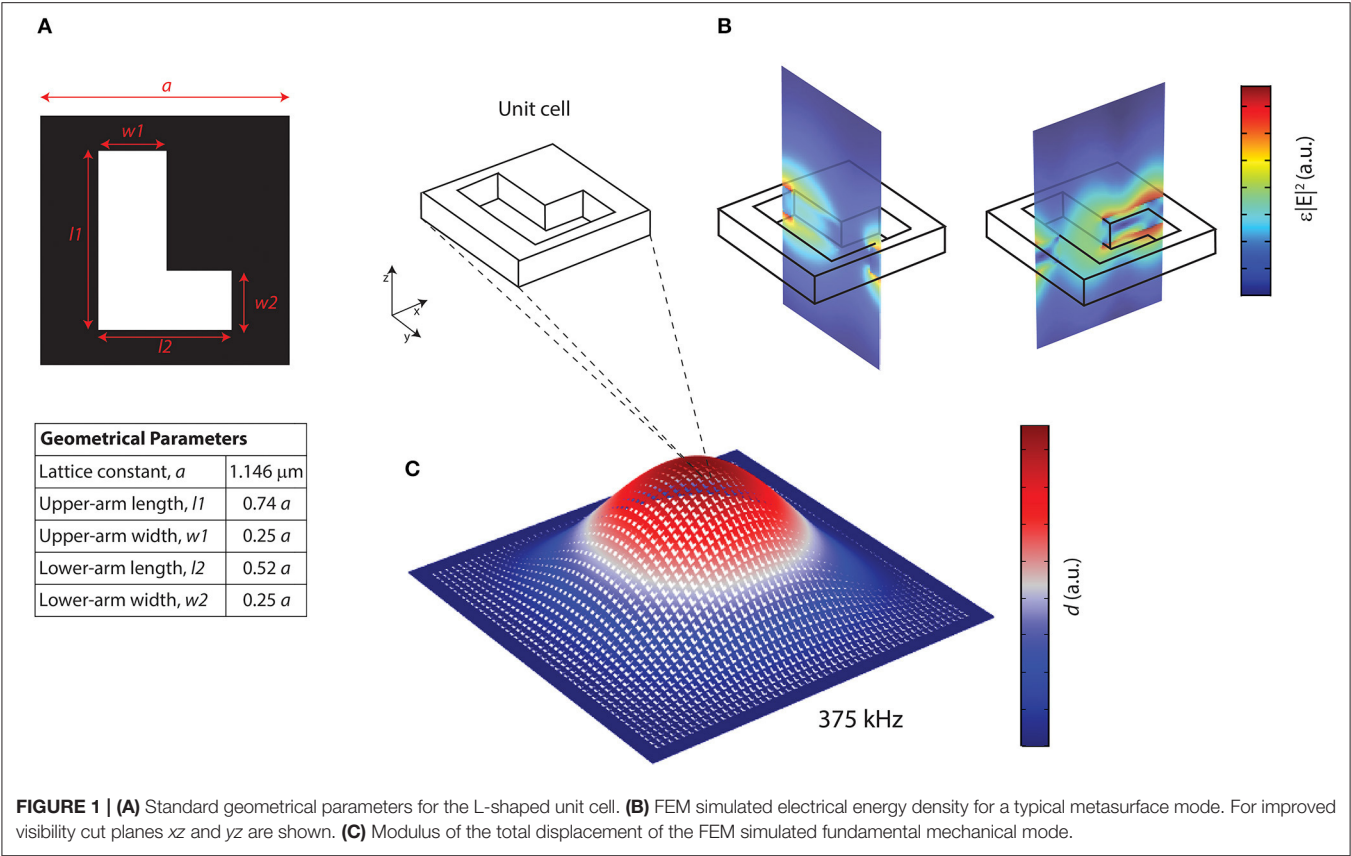 A
a
w1
l1
w2
l2
Unit cell
z
x
y
B
ε|E|² (a.u.)
Geometrical Parameters
Lattice constant, a 1.146 μm
Upper-arm length, l1 0.74 a
Upper-arm width, w1 0.25 a
Lower-arm length, l2 0.52 a
Lower-arm width, w2 0.25 a
C
d (a.u.)
375 kHz
FIGURE 1 | (A) Standard geometrical parameters for the L-shaped unit cell. (B) FEM simulated electrical energy density for a typical metasurface mode. For improved
visibility cut planes xz and yz are shown. (C) Modulus of the total displacement of the FEM simulated fundamental mechanical mode.